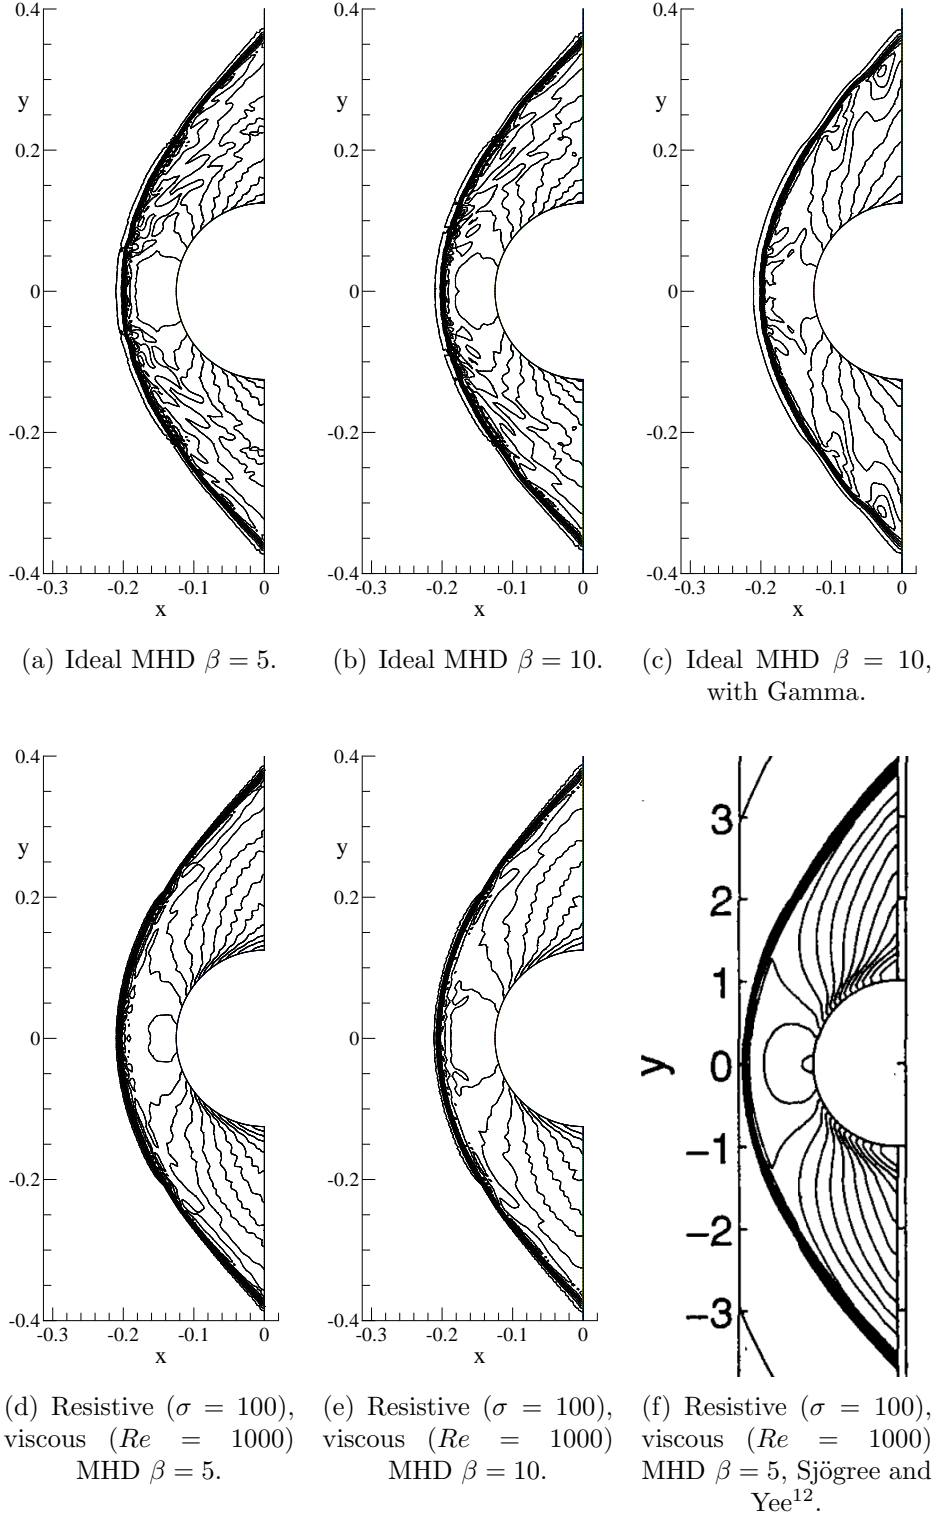 0.4
y
0.2
0
-0.2
-0.4
-0.3 -0.2 -0.1 0
x
0.4
y
0.2
0
-0.2
-0.4
-0.3 -0.2 -0.1 0
x
0.4
y
0.2
0
-0.2
-0.4
-0.3 -0.2 -0.1 0
x
(a) Ideal MHD β = 5.
(b) Ideal MHD β = 10.
(c) Ideal MHD β = 10,
with Gamma.
0.4
y
0.2
0
-0.2
-0.4
-0.3 -0.2 -0.1 0
x
0.4
y
0.2
0
-0.2
-0.4
-0.3 -0.2 -0.1 0
x
3
2
1
y 0
-1
-2
-3
(d) Resistive (σ = 100),
viscous (Re = 1000)
MHD β = 5.
(e) Resistive (σ = 100),
viscous (Re = 1000)
MHD β = 10.
(f) Resistive (σ = 100),
viscous (Re = 1000)
MHD β = 5, Sjögree and
Yee¹².